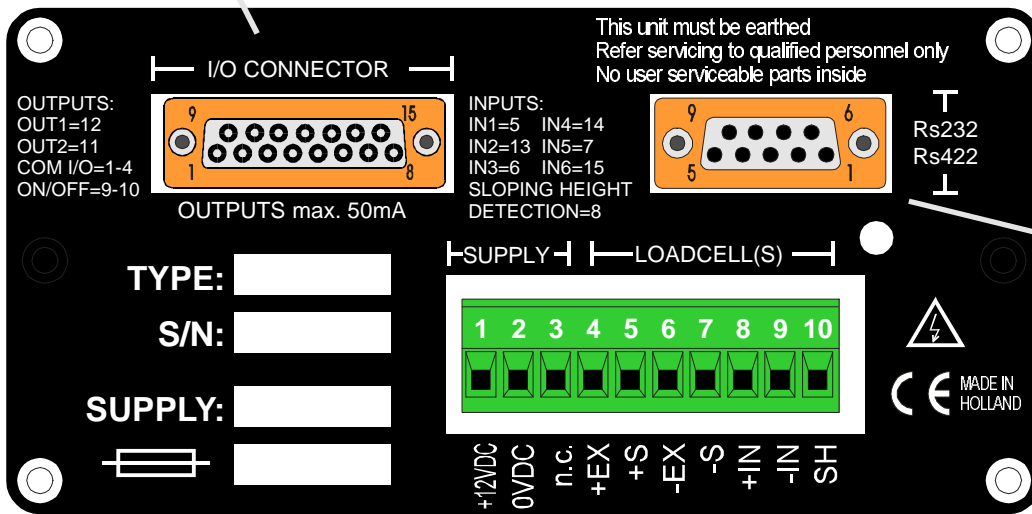 This unit must be earthed
Refer servicing to qualified personnel only
No user serviceable parts inside
I/O CONNECTOR
OUTPUTS:
OUT1=12
OUT2=11
COM I/O=1-4
ON/OFF=9-10
9
15
1
8
OUTPUTS max. 50mA
INPUTS:
IN1=5 IN4=14
IN2=13 IN5=7
IN3=6 IN6=15
SLOPING HEIGHT
DETECTION=8
9
6
5
1
Rs232
Rs422
TYPE:
S/N:
SUPPLY:
SUPPLY
LOADCELL(S)
1 2 3 4 5 6 7 8 9 10
+12VDC
0VDC
n.c.
+EX
+S
-EX
-S
+IN
-IN
SH
CE
MADE IN
HOLLAND